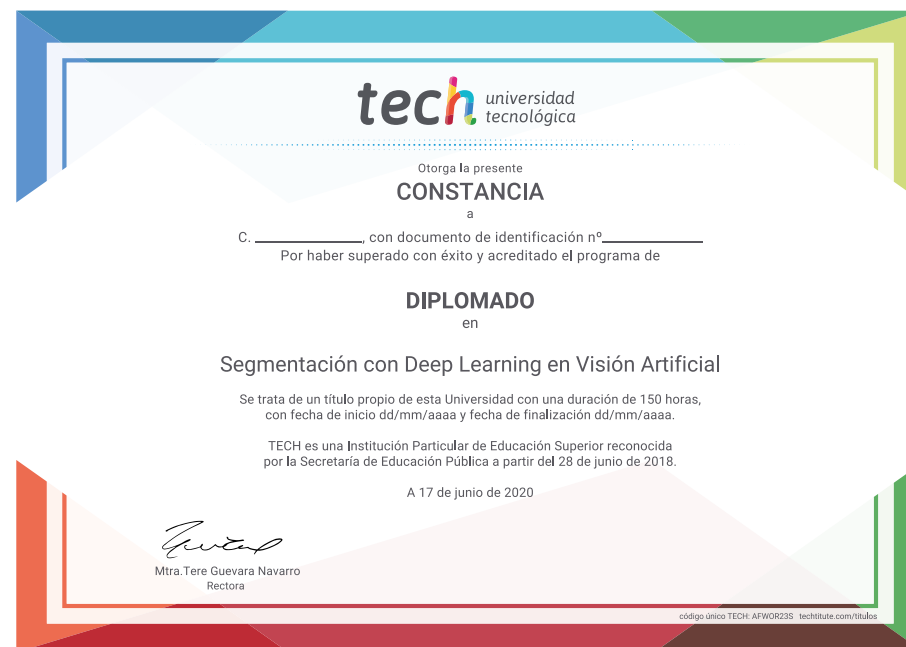 tech universidad
tecnológica
Otorga la presente
CONSTANCIA
a
C. ____________, con documento de identificación nº____________
Por haber superado con éxito y acreditado el programa de
DIPLOMADO
en
Segmentación con Deep Learning en Visión Artificial
Se trata de un título propio de esta Universidad con una duración de 150 horas,
con fecha de inicio dd/mm/aaaa y fecha de finalización dd/mm/aaaa.
TECH es una Institución Particular de Educación Superior reconocida
por la Secretaría de Educación Pública a partir del 28 de junio de 2018.
A 17 de junio de 2020
Mtra.Tere Guevara Navarro
Rectora
código único TECH: AFWOR23S techtitute.com/titulos